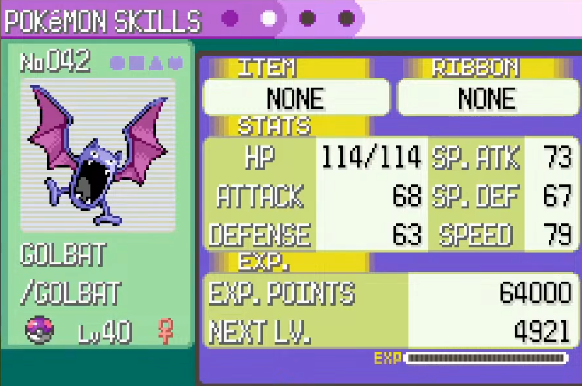 POKéMON SKILLS
No042
GOLBAT
/GOLBAT
Lv40 ♀
ITEM RIBBON
NONE NONE
STATS
HP 114/114 SP. ATK 73
ATTACK 68 SP. DEF 67
DEFENSE 63 SPEED 79
EXP.
EXP. POINTS 64000
NEXT LV. 4921
EXP